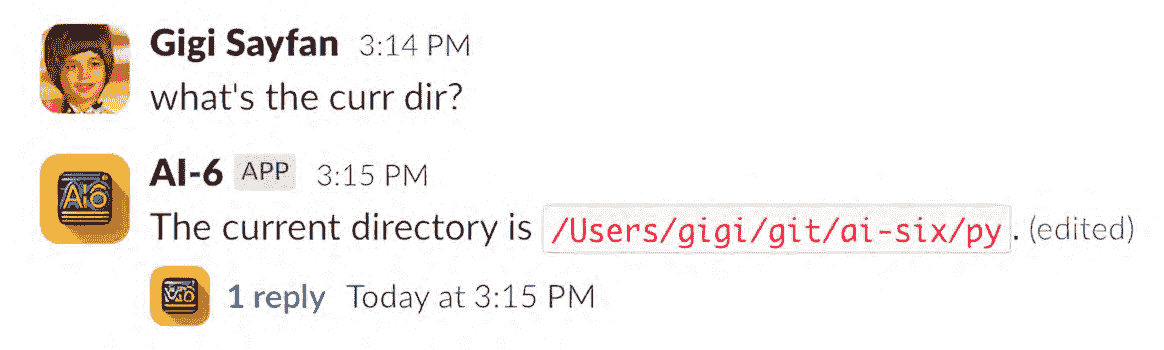 Gigi Sayfan 3:14 PM
what's the curr dir?
AI-6 APP 3:15 PM
Ai6
The current directory is /Users/gigi/git/ai-six/py. (edited)
1 reply Today at 3:15 PM